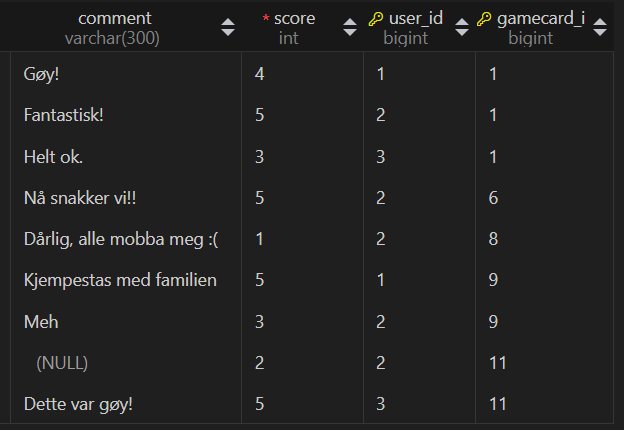 comment * score user_id gamecard_i
varchar(300) int bigint bigint
Gøy! 4 1 1
Fantastisk! 5 2 1
Helt ok. 3 3 1
Nå snakker vi!! 5 2 6
Dårlig, alle mobba meg :( 1 2 8
Kjempestas med familien 5 1 9
Meh 3 2 9
(NULL) 2 2 11
Dette var gøy! 5 3 11